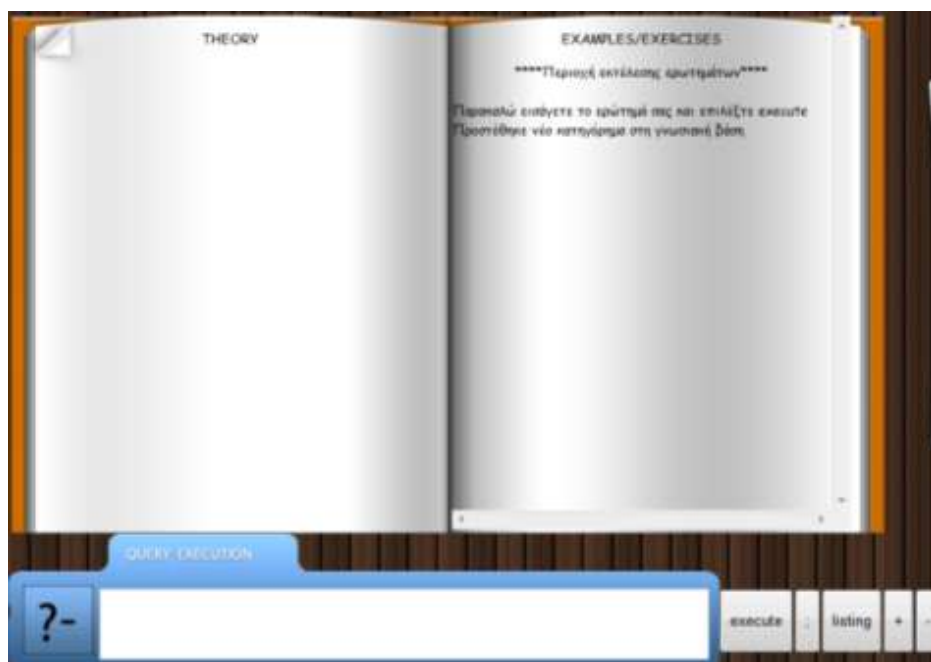 THEORY
EXAMPLES/EXERCISES
****Περιοχή εκτέλεσης ερωτημάτων****
Παρακαλώ εισάγετε το ερώτημά σας και επιλέξτε execute
Προστέθηκε νέο κατηγόρημα στη γνωσιακή βάση
QUERY EXECUTION
?-
execute
;
listing
+
-